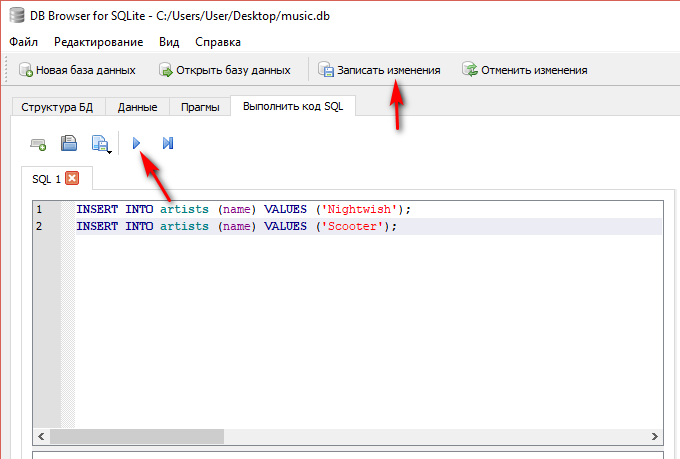 DB Browser for SQLite - C:/Users/User/Desktop/music.db
Файл Редактирование Вид Справка
Новая база данных Открыть базу данных Записать изменения Отменить изменения
Структура БД Данные Прагмы Выполнить код SQL
SQL 1
1 INSERT INTO artists (name) VALUES ('Nightwish');
2 INSERT INTO artists (name) VALUES ('Scooter');